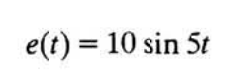 e(t) = 10 sin 5t